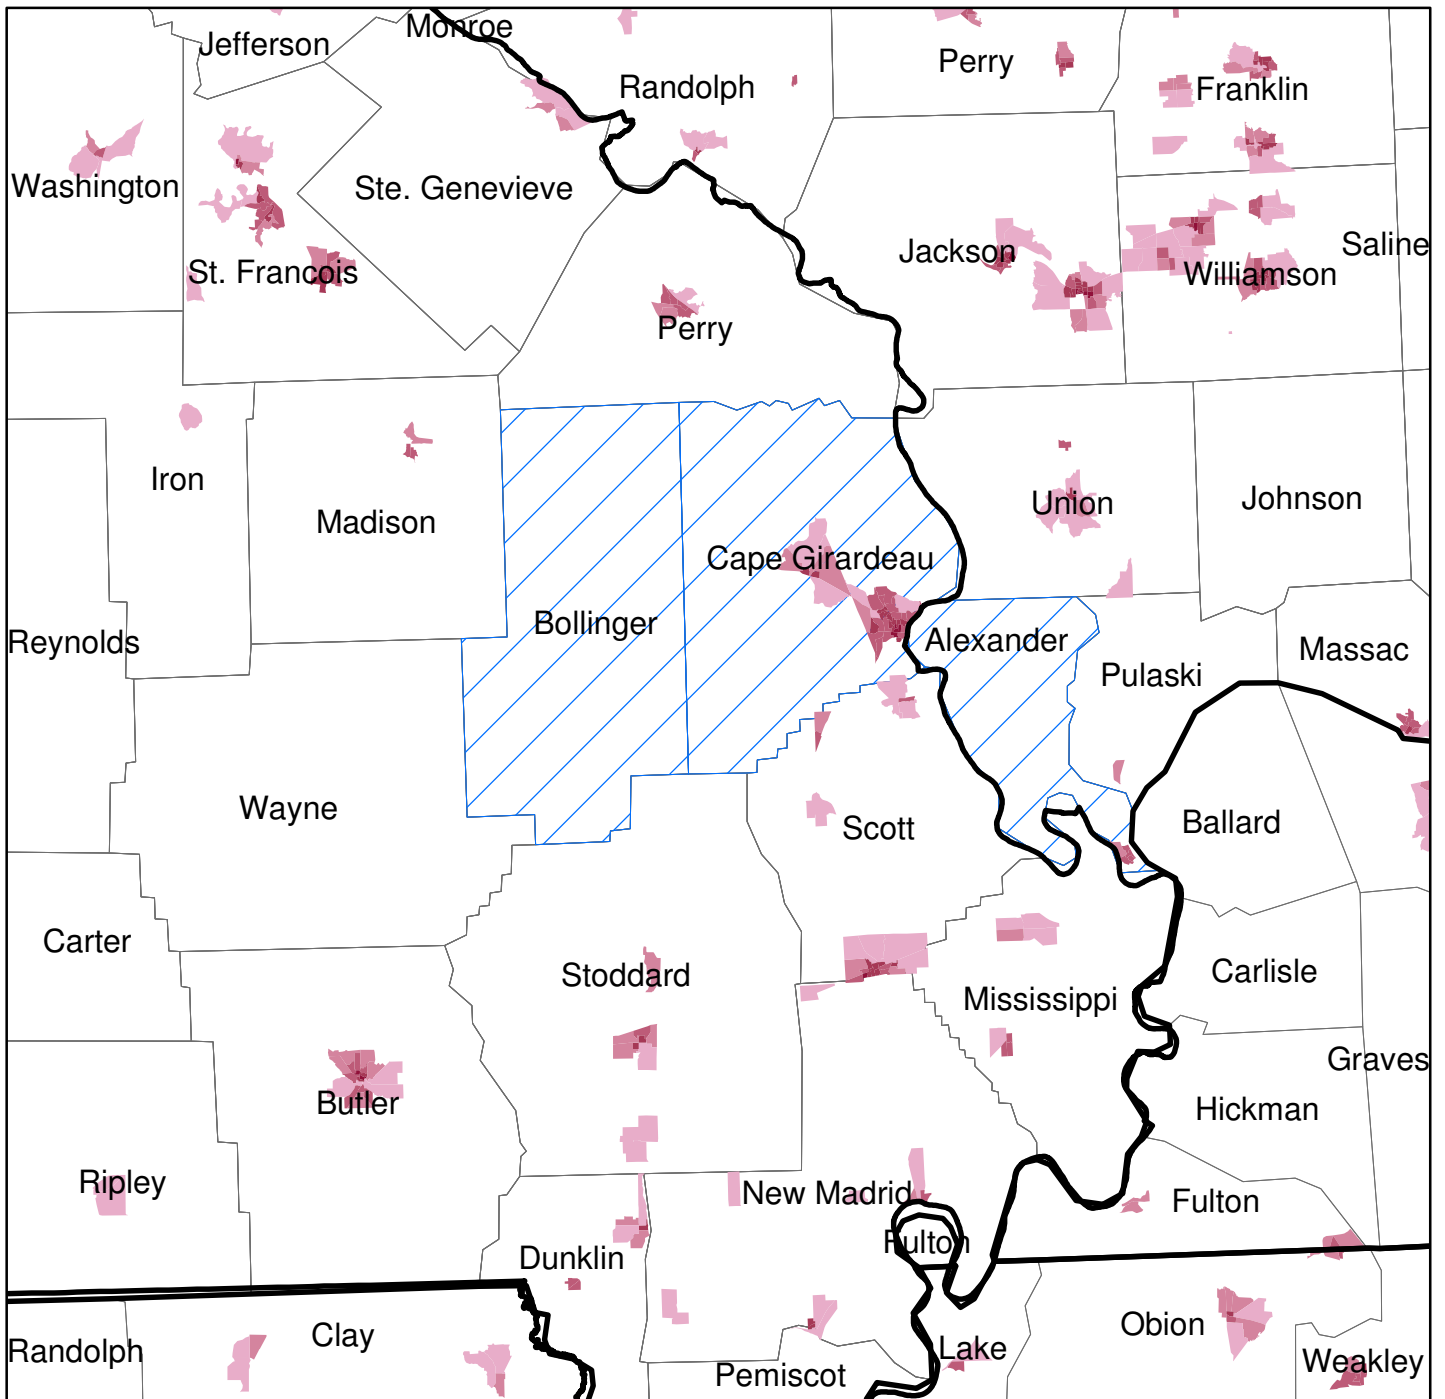 Monroe
Jefferson
Perry
Randolph
Franklin
Washington
Ste. Genevieve
Saline
Jackson
St. Francois
Williamson
Perry
Iron
Johnson
Union
Madison
Cape Girardeau
Bollinger
Alexander
Reynolds
Massac
Pulaski
Wayne
Ballard
Scott
Carter
Carlisle
Stoddard
Mississippi
Graves
Butler
Hickman
Ripley
New Madrid
Fulton
Fulton
Dunklin
Obion
Clay
Lake
Randolph
Weakley
Pemiscot